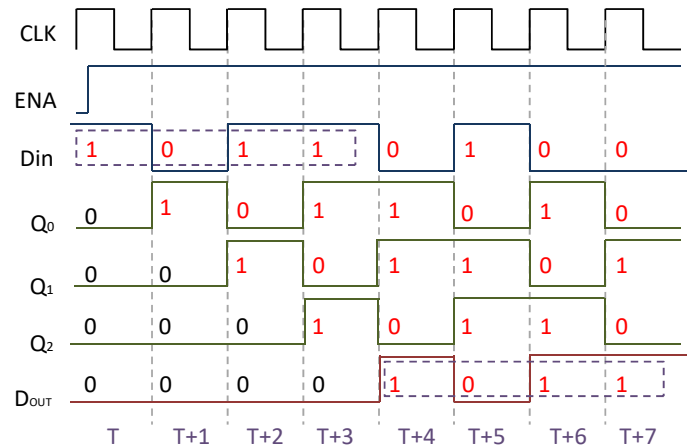 CLK
ENA
Din 1 0 1 1 0 1 0 0
Q0 0 1 0 1 1 0 1 0
Q1 0 0 1 0 1 1 0 1
Q2 0 0 0 1 0 1 1 0
DOUT 0 0 0 0 1 0 1 1
T T+1 T+2 T+3 T+4 T+5 T+6 T+7